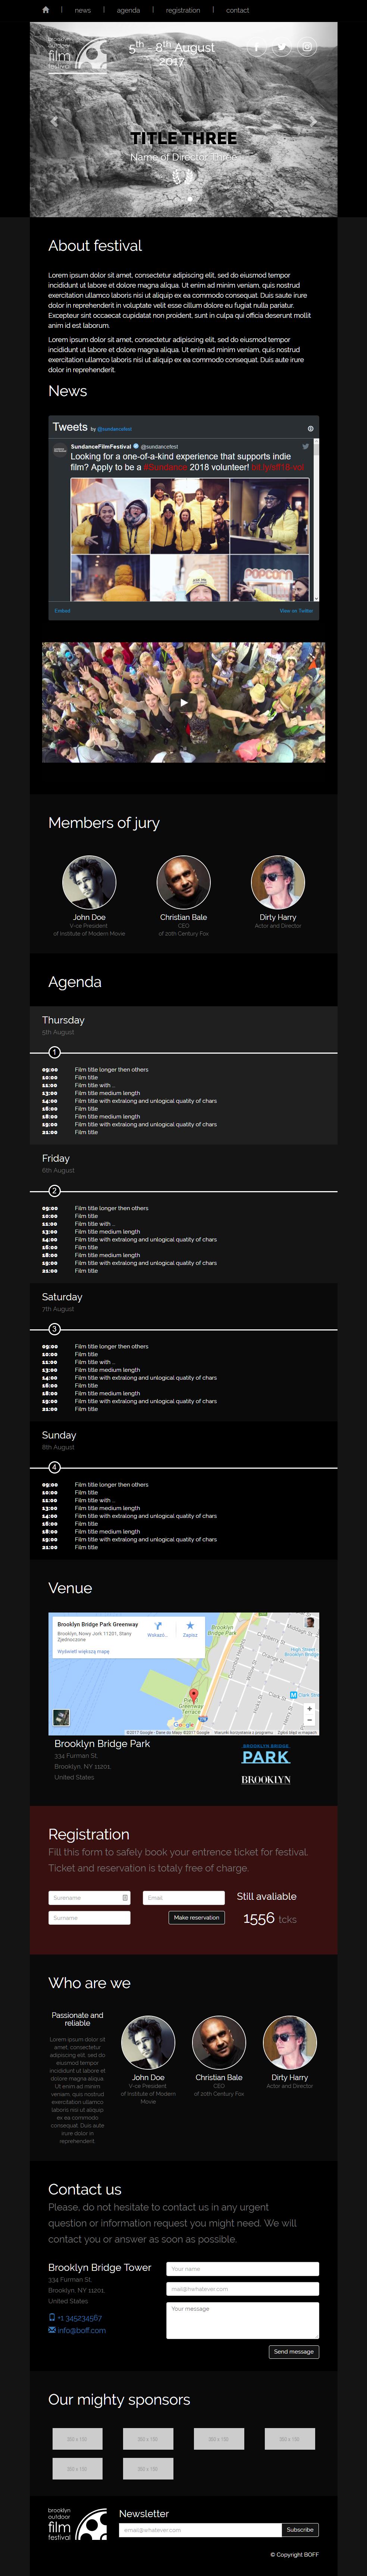 news | agenda | registration | contact
brooklyn
outdoor
film
festival
5th - 8th August
2017
TITLE THREE
Name of Director Three
About festival
Lorem ipsum dolor sit amet, consectetur adipiscing elit, sed do eiusmod tempor
incididunt ut labore et dolore magna aliqua. Ut enim ad minim veniam, quis nostrud
exercitation ullamco laboris nisi ut aliquip ex ea commodo consequat. Duis saute irure
dolor in reprehenderit in voluptate velit esse cillum dolore eu fugiat nulla pariatur.
Excepteur sint occaecat cupidatat non proident, sunt in culpa qui officia deserunt mollit
anim id est laborum.
Lorem ipsum dolor sit amet, consectetur adipiscing elit, sed do eiusmod tempor
incididunt ut labore et dolore magna aliqua. Ut enim ad minim veniam, quis nostrud
exercitation ullamco laboris nisi ut aliquip ex ea commodo consequat. Duis aute irure
dolor in reprehenderit.
News
Tweets by @sundancefest
SundanceFilmFestival @sundancefest
Looking for a one-of-a-kind experience that supports indie
film? Apply to be a #Sundance 2018 volunteer! bit.ly/sff18-vol
Embed View on Twitter
Members of jury
John Doe
V-ce President
of Institute of Modern Movie
Christian Bale
CEO
of 20th Century Fox
Dirty Harry
Actor and Director
Agenda
Thursday
5th August
1
09:00 Film title longer then others
10:00 Film title
11:00 Film title with ...
13:00 Film title medium length
14:00 Film title with extralong and unlogical quatity of chars
16:00 Film title
18:00 Film title medium length
19:00 Film title with extralong and unlogical quatity of chars
21:00 Film title
Friday
6th August
2
09:00 Film title longer then others
10:00 Film title
11:00 Film title with ...
13:00 Film title medium length
14:00 Film title with extralong and unlogical quatity of chars
16:00 Film title
18:00 Film title medium length
19:00 Film title with extralong and unlogical quatity of chars
21:00 Film title
Saturday
7th August
3
09:00 Film title longer then others
10:00 Film title
11:00 Film title with ...
13:00 Film title medium length
14:00 Film title with extralong and unlogical quatity of chars
16:00 Film title
18:00 Film title medium length
19:00 Film title with extralong and unlogical quatity of chars
21:00 Film title
Sunday
8th August
4
09:00 Film title longer then others
10:00 Film title
11:00 Film title with ...
13:00 Film title medium length
14:00 Film title with extralong and unlogical quatity of chars
16:00 Film title
18:00 Film title medium length
19:00 Film title with extralong and unlogical quatity of chars
21:00 Film title
Venue
Brooklyn Bridge Park Greenway
Brooklyn, Nowy Jork 11201, Stany
Zjednoczone
Wyświetl większą mapę
Wskazó... Zapisz
Brooklyn
Bridge Park
Greenway
Terrace
Google
Brooklyn Bridge Park
334 Furman St.
Brooklyn, NY 11201
United States
BROOKLYN BRIDGE
PARK
BROOKLYN
Registration
Fill this form to safely book your entrence ticket for festival.
Ticket and reservation is totaly free of charge.
Surename
Email
Surname
Make reservation
Still avaliable
1556 tcks
Who are we
Passionate and
reliable
Lorem ipsum dolor sit
amet, consectetur
adipiscing elit, sed do
eiusmod tempor
incididunt ut labore et
dolore magna aliqua.
Ut enim ad minim
veniam, quis nostrud
exercitation ullamco
laboris nisi ut aliquip
ex ea commodo
consequat. Duis aute
irure dolor in
reprehenderit.
John Doe
V-ce President
of Institute of Modern
Movie
Christian Bale
CEO
of 20th Century Fox
Dirty Harry
Actor and Director
Contact us
Please, do not hesitate to contact us in any urgent
question or information request you might need. We will
contact you or answer as soon as possible.
Brooklyn Bridge Tower
334 Furman St.
Brooklyn, NY 11201,
United States
+1 345234567
info@boff.com
Your name
mail@hwhatever.com
Your message
Send message
Our mighty sponsors
brooklyn
outdoor
film
festival
Newsletter
email@whatever.com
Subscribe
© Copyright BOFF